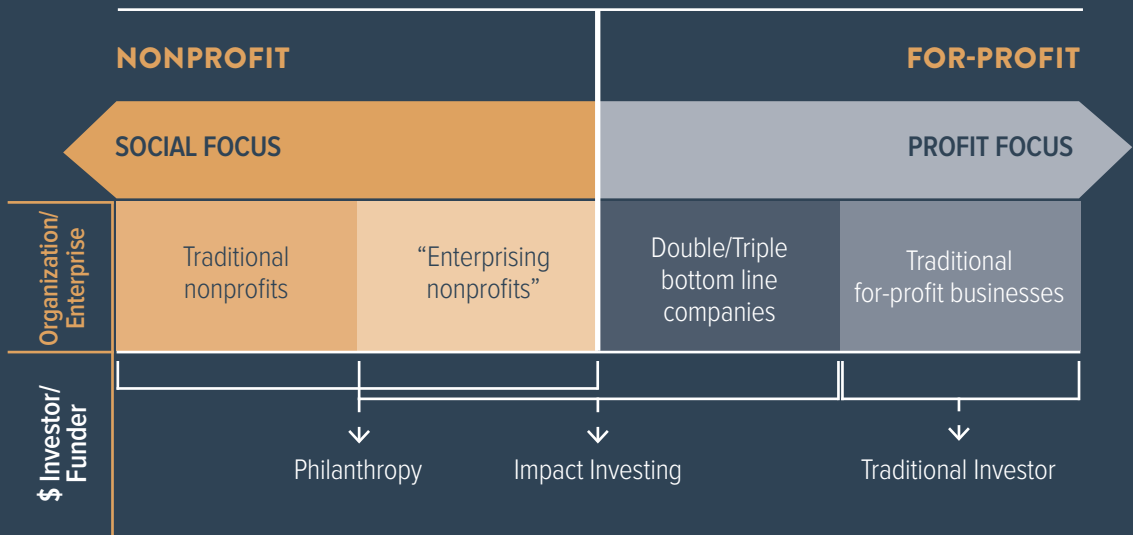 NONPROFIT
FOR-PROFIT
SOCIAL FOCUS
PROFIT FOCUS
Organization/
Enterprise
Traditional
nonprofits
“Enterprising
nonprofits”
Double/Triple
bottom line
companies
Traditional
for-profit businesses
$ Investor/
Funder
Philanthropy
Impact Investing
Traditional Investor